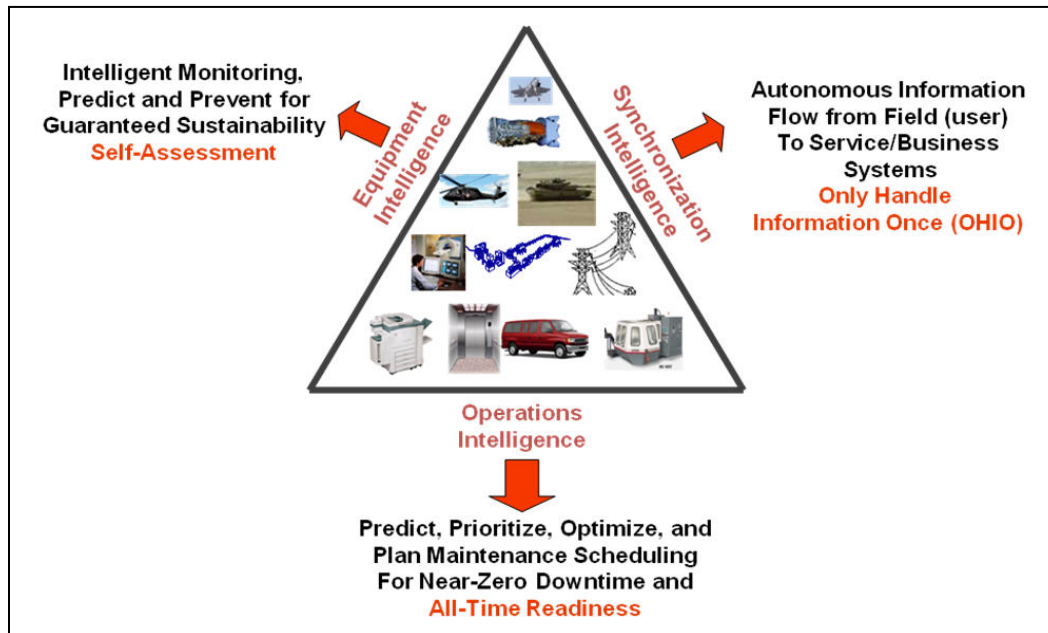 Intelligent Monitoring,
Predict and Prevent for
Guaranteed Sustainability
Self-Assessment
Equipment
Intelligence
Synchronization
Intelligence
Autonomous Information
Flow from Field (user)
To Service/Business
Systems
Only Handle
Information Once (OHIO)
Operations
Intelligence
Predict, Prioritize, Optimize, and
Plan Maintenance Scheduling
For Near-Zero Downtime and
All-Time Readiness